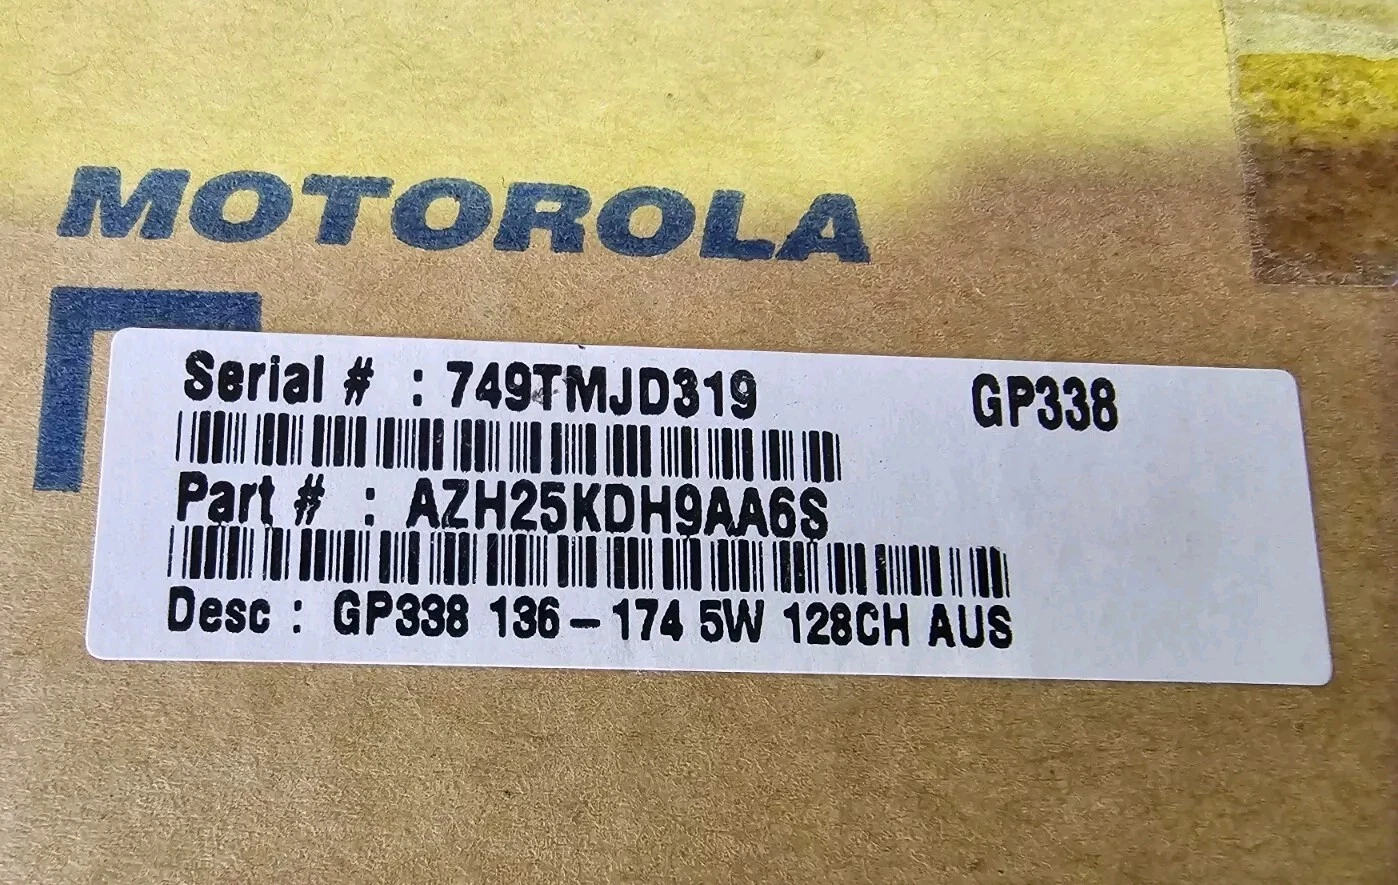 MOTOROLA
Serial # : 749TMJD319 GP338
Part # : AZH25KDH9AA6S
Desc : GP338 136-174 5W 128CH AUS